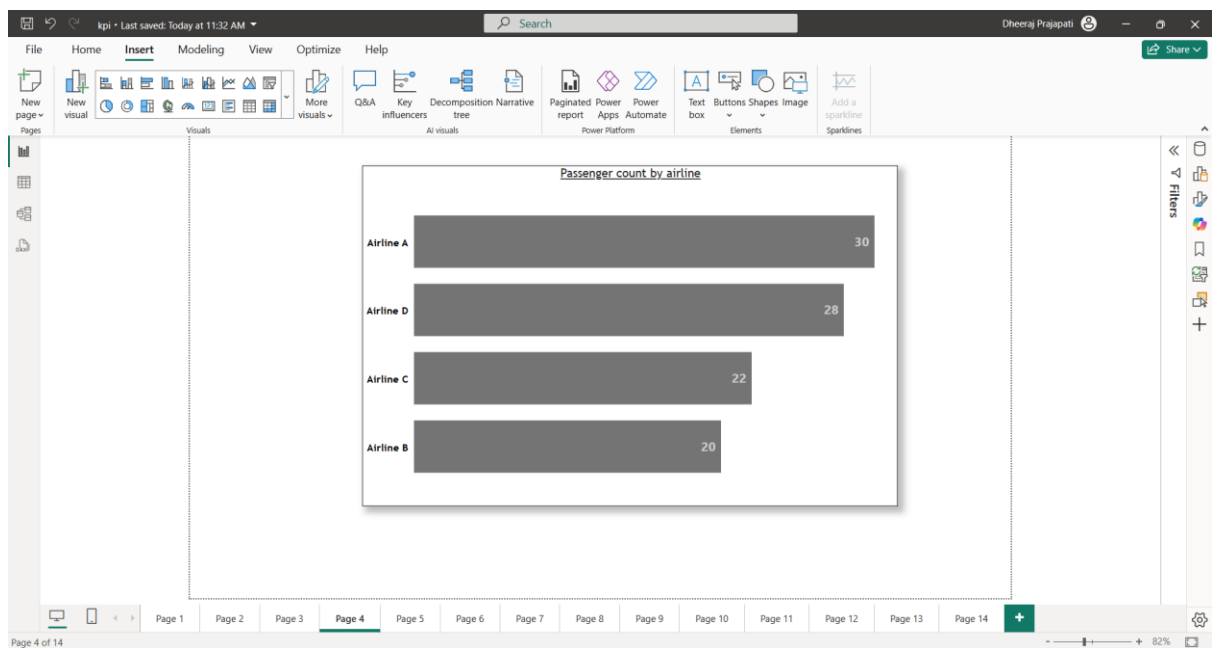 kpi • Last saved: Today at 11:32 AM
Search
Dheeraj Prajapati
File Home Insert Modeling View Optimize Help
Share
New page
New visual
More visuals
Q&A
Key influencers
Decomposition tree
Narrative
Paginated report
Power Apps
Power Automate
Text box
Buttons
Shapes
Image
Add a sparkline
Pages
Visuals
AI visuals
Power Platform
Elements
Sparklines
Filters
Passenger count by airline
Airline A 30
Airline D 28
Airline C 22
Airline B 20
Page 1 Page 2 Page 3 Page 4 Page 5 Page 6 Page 7 Page 8 Page 9 Page 10 Page 11 Page 12 Page 13 Page 14 +
Page 4 of 14
- + 82%